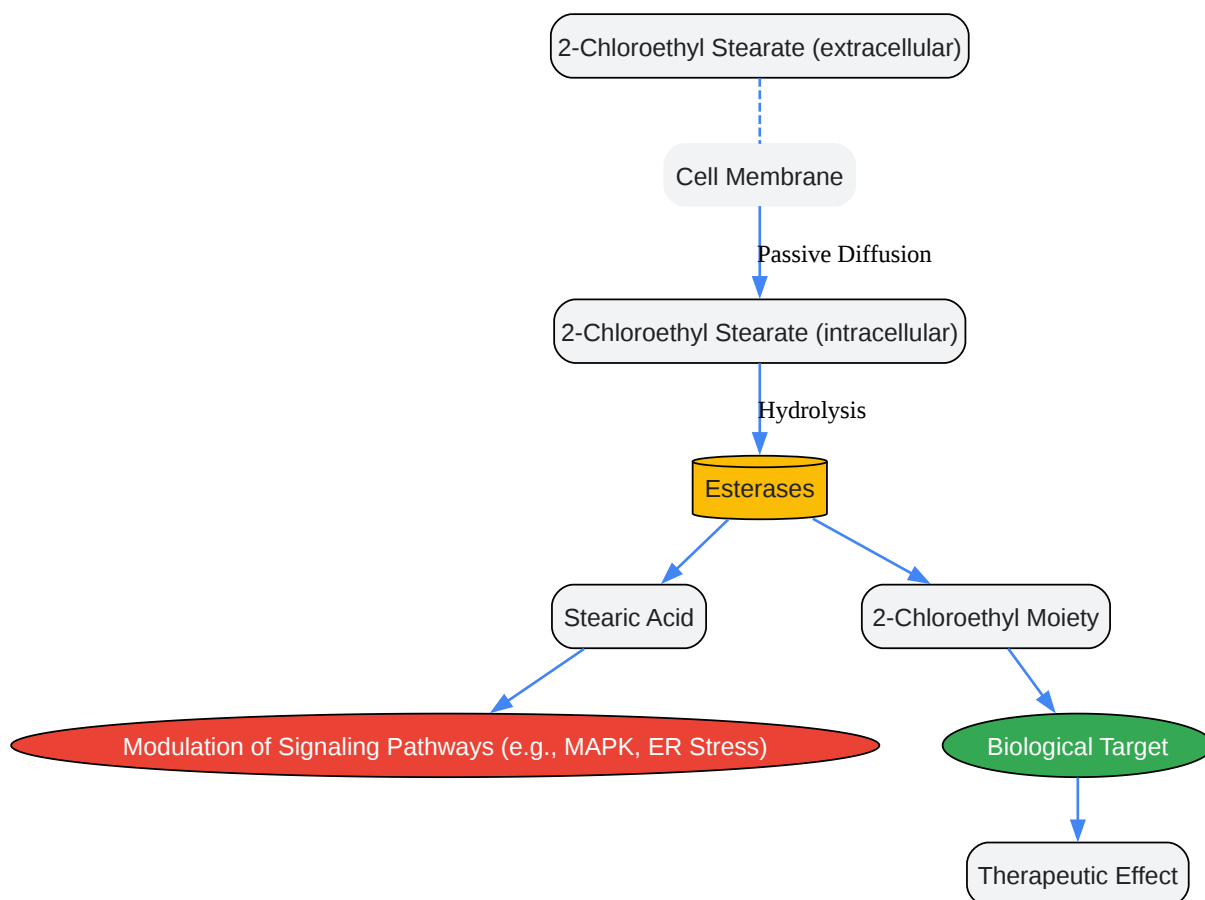 2-Chloroethyl Stearate (extracellular)
Cell Membrane
Passive Diffusion
2-Chloroethyl Stearate (intracellular)
Hydrolysis
Esterases
Stearic Acid
2-Chloroethyl Moiety
Modulation of Signaling Pathways (e.g., MAPK, ER Stress)
Biological Target
Therapeutic Effect